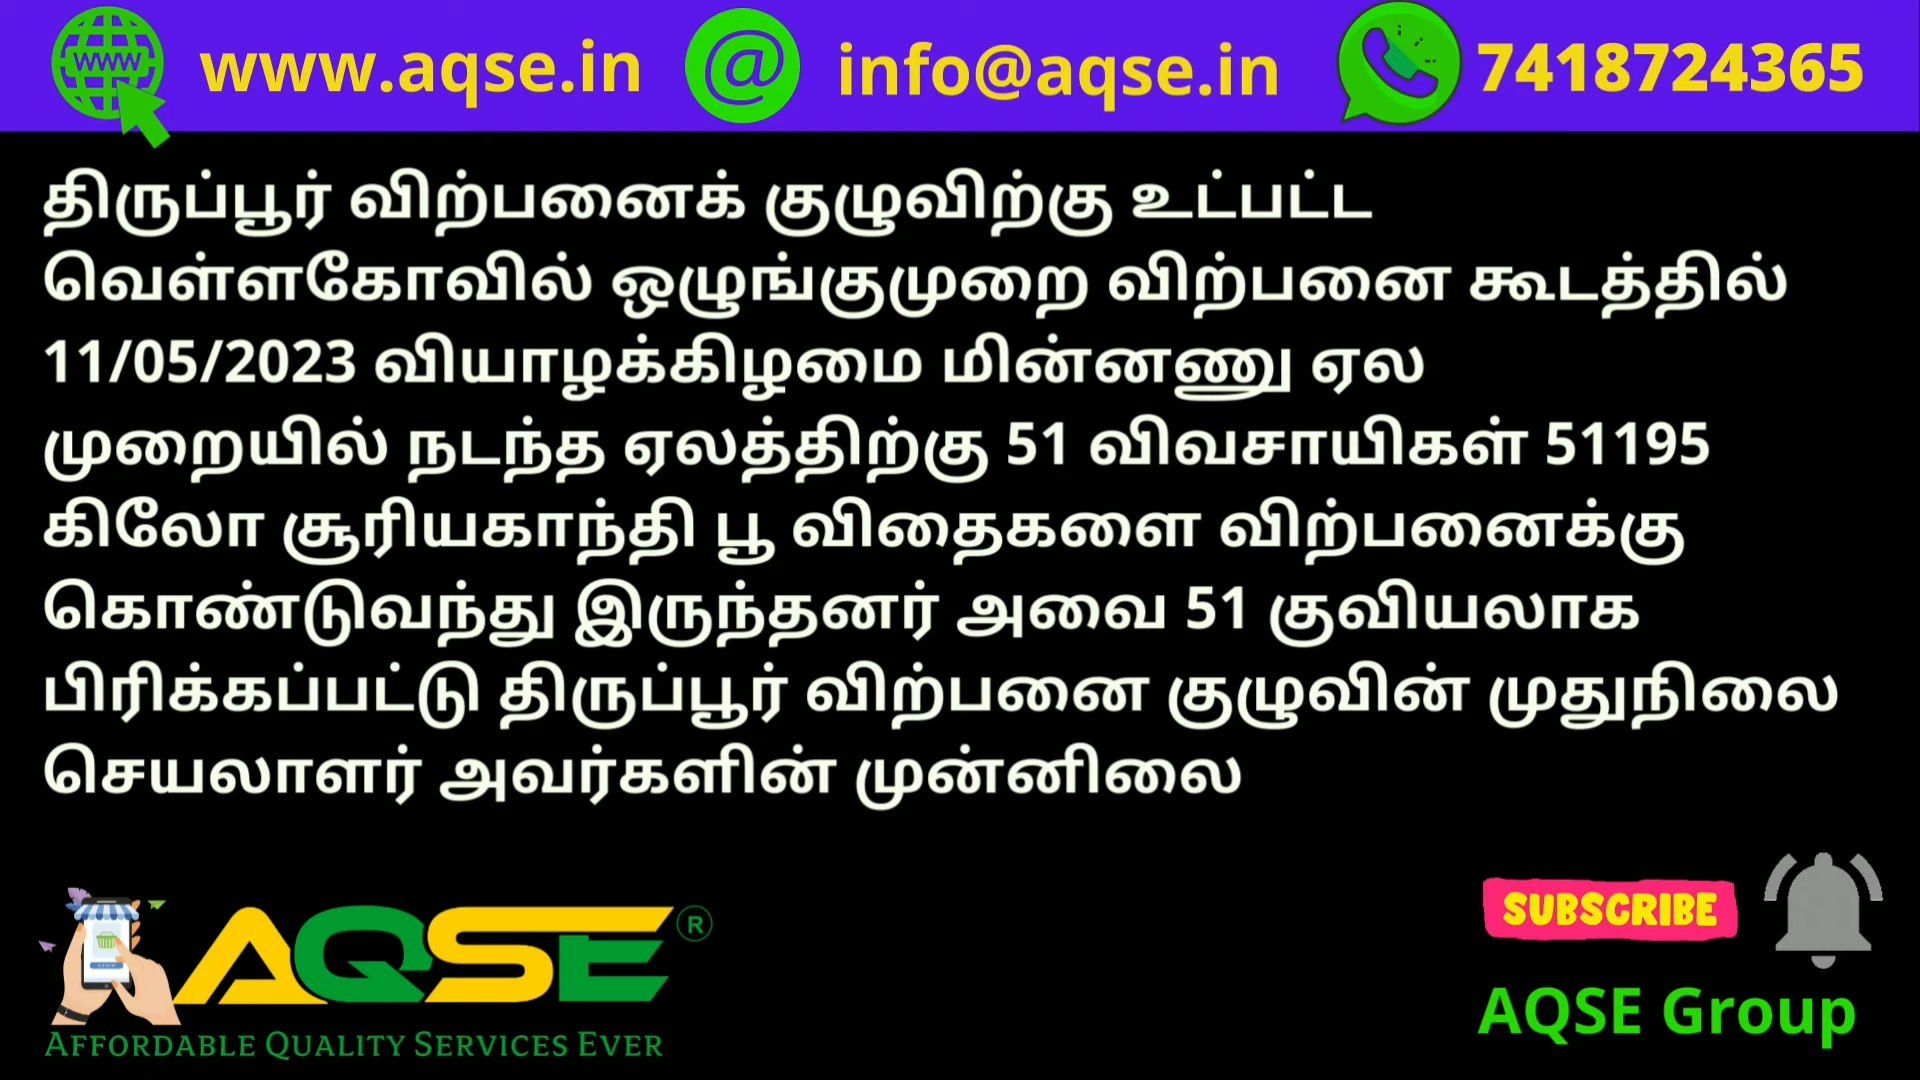 www.aqse.in
info@aqse.in
7418724365
திருப்பூர் விற்பனைக் குழுவிற்கு உட்பட்ட
வெள்ளகோவில் ஒழுங்குமுறை விற்பனை கூடத்தில்
11/05/2023 வியாழக்கிழமை மின்னணு ஏல
முறையில் நடந்த ஏலத்திற்கு 51 விவசாயிகள் 51195
கிலோ சூரியகாந்தி பூ விதைகளை விற்பனைக்கு
கொண்டுவந்து இருந்தனர் அவை 51 குவியலாக
பிரிக்கப்பட்டு திருப்பூர் விற்பனை குழுவின் முதுநிலை
செயலாளர் அவர்களின் முன்னிலை
AQSE®
AFFORDABLE QUALITY SERVICES EVER
SUBSCRIBE
AQSE Group